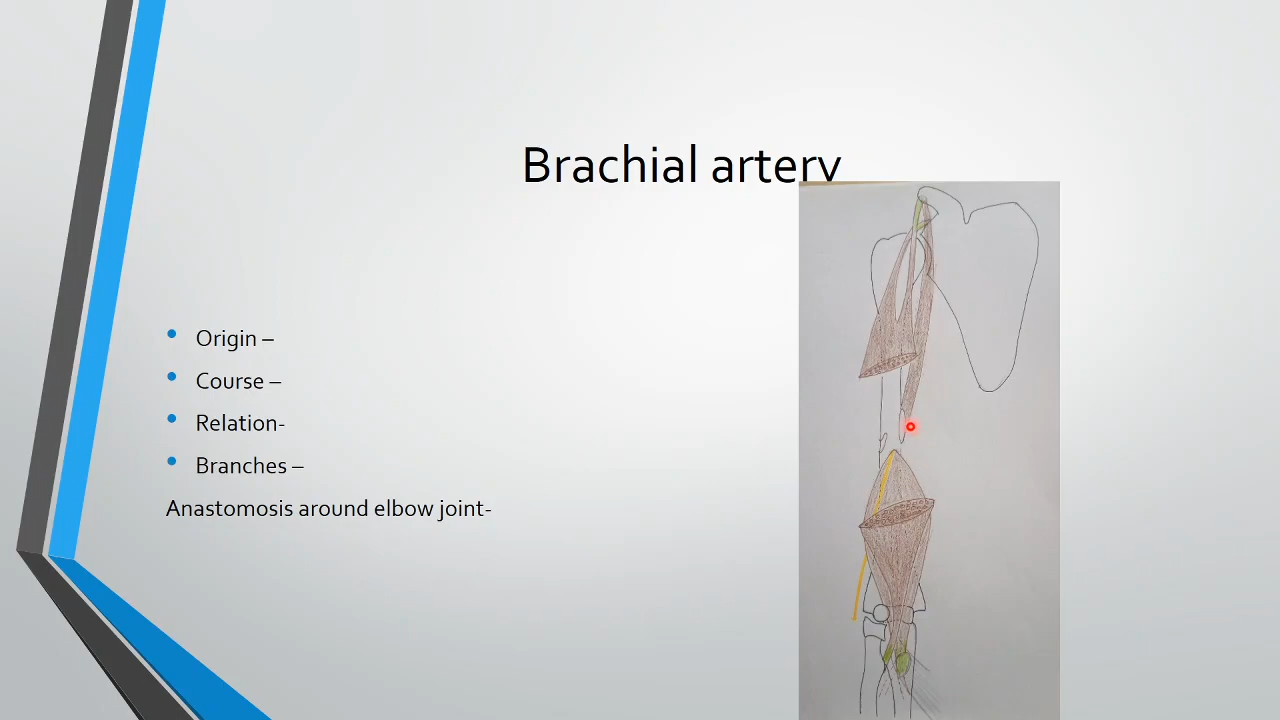 Brachial artery
Origin –
Course –
Relation-
Branches –
Anastomosis around elbow joint-